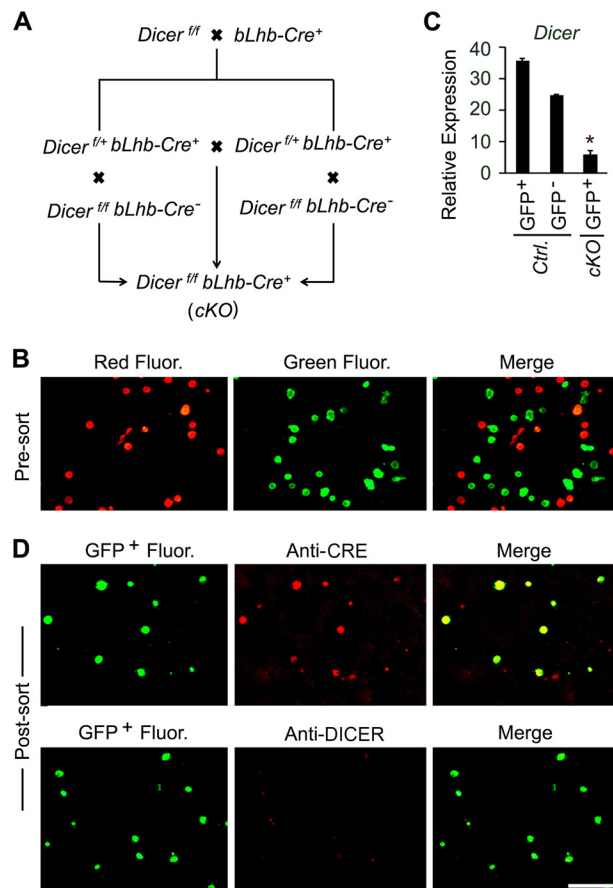 A
Dicer f/f ✖ bLhb-Cre+
Dicer f/+ bLhb-Cre+ ✖ Dicer f/+ bLhb-Cre+
✖ ✖
Dicer f/f bLhb-Cre- Dicer f/f bLhb-Cre-
Dicer f/f bLhb-Cre+
(cKO)
C
Dicer
Relative Expression
40
30
20
10
0
*
GFP+ GFP- GFP+
Ctrl. cKO
B
Red Fluor. Green Fluor. Merge
Pre-sort
D
GFP+ Fluor. Anti-CRE Merge
Post-sort
GFP+ Fluor. Anti-DICER Merge